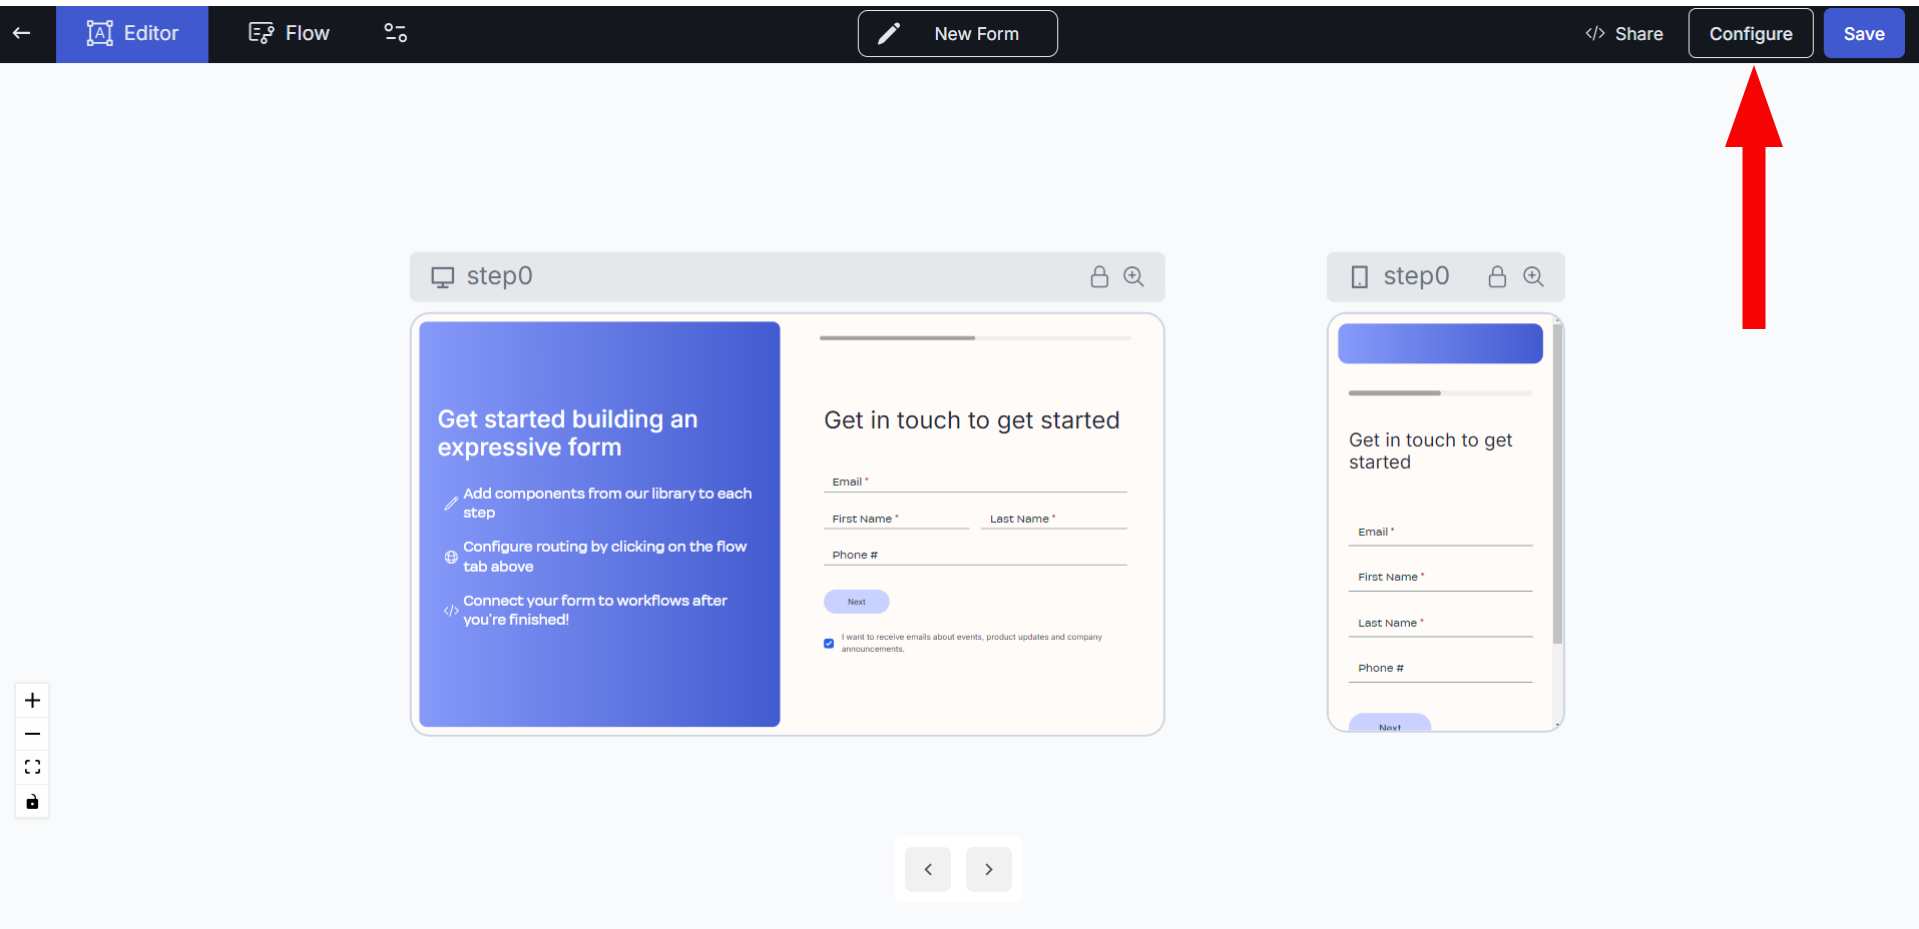 Editor
Flow
New Form
</> Share
Configure
Save
step0
Get started building an
expressive form
Add components from our library to each
step
Configure routing by clicking on the flow
tab above
Connect your form to workflows after
you're finished!
Get in touch to get started
Email *
First Name *
Last Name *
Phone #
Next
I want to receive emails about events, product updates and company
announcements.
step0
Get in touch to get
started
Email *
First Name *
Last Name *
Phone #
Next